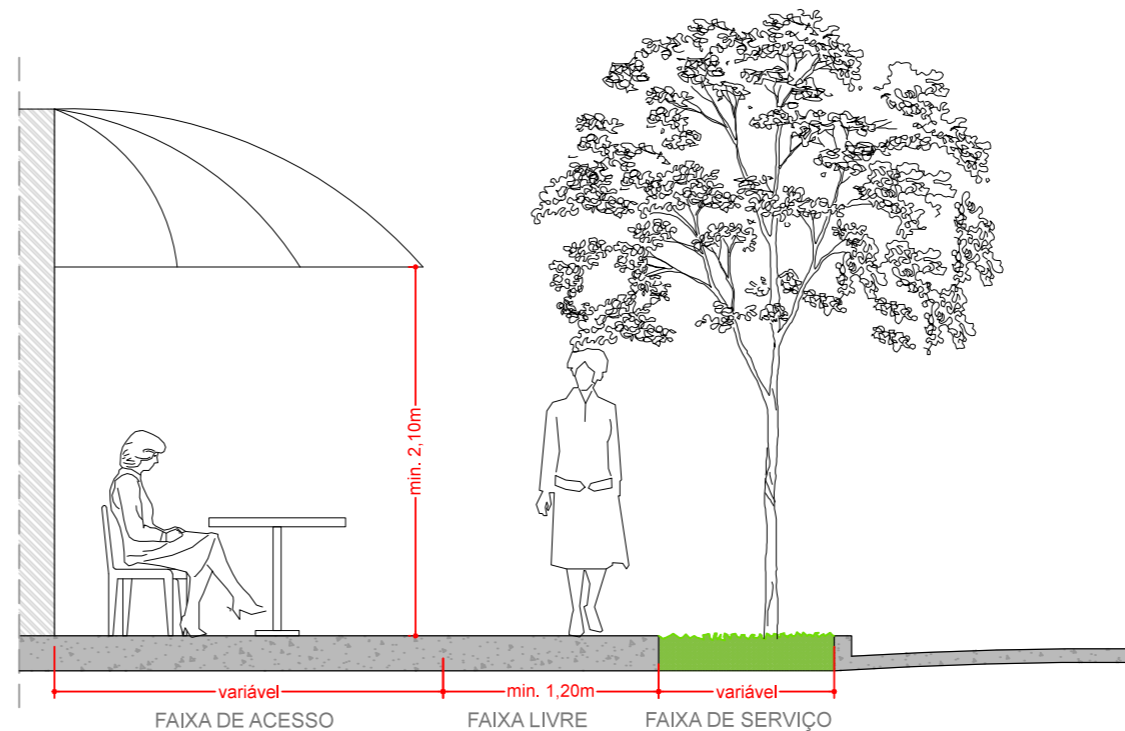 min. 2,10m
variável
min. 1,20m
variável
FAIXA DE ACESSO
FAIXA LIVRE
FAIXA DE SERVIÇO